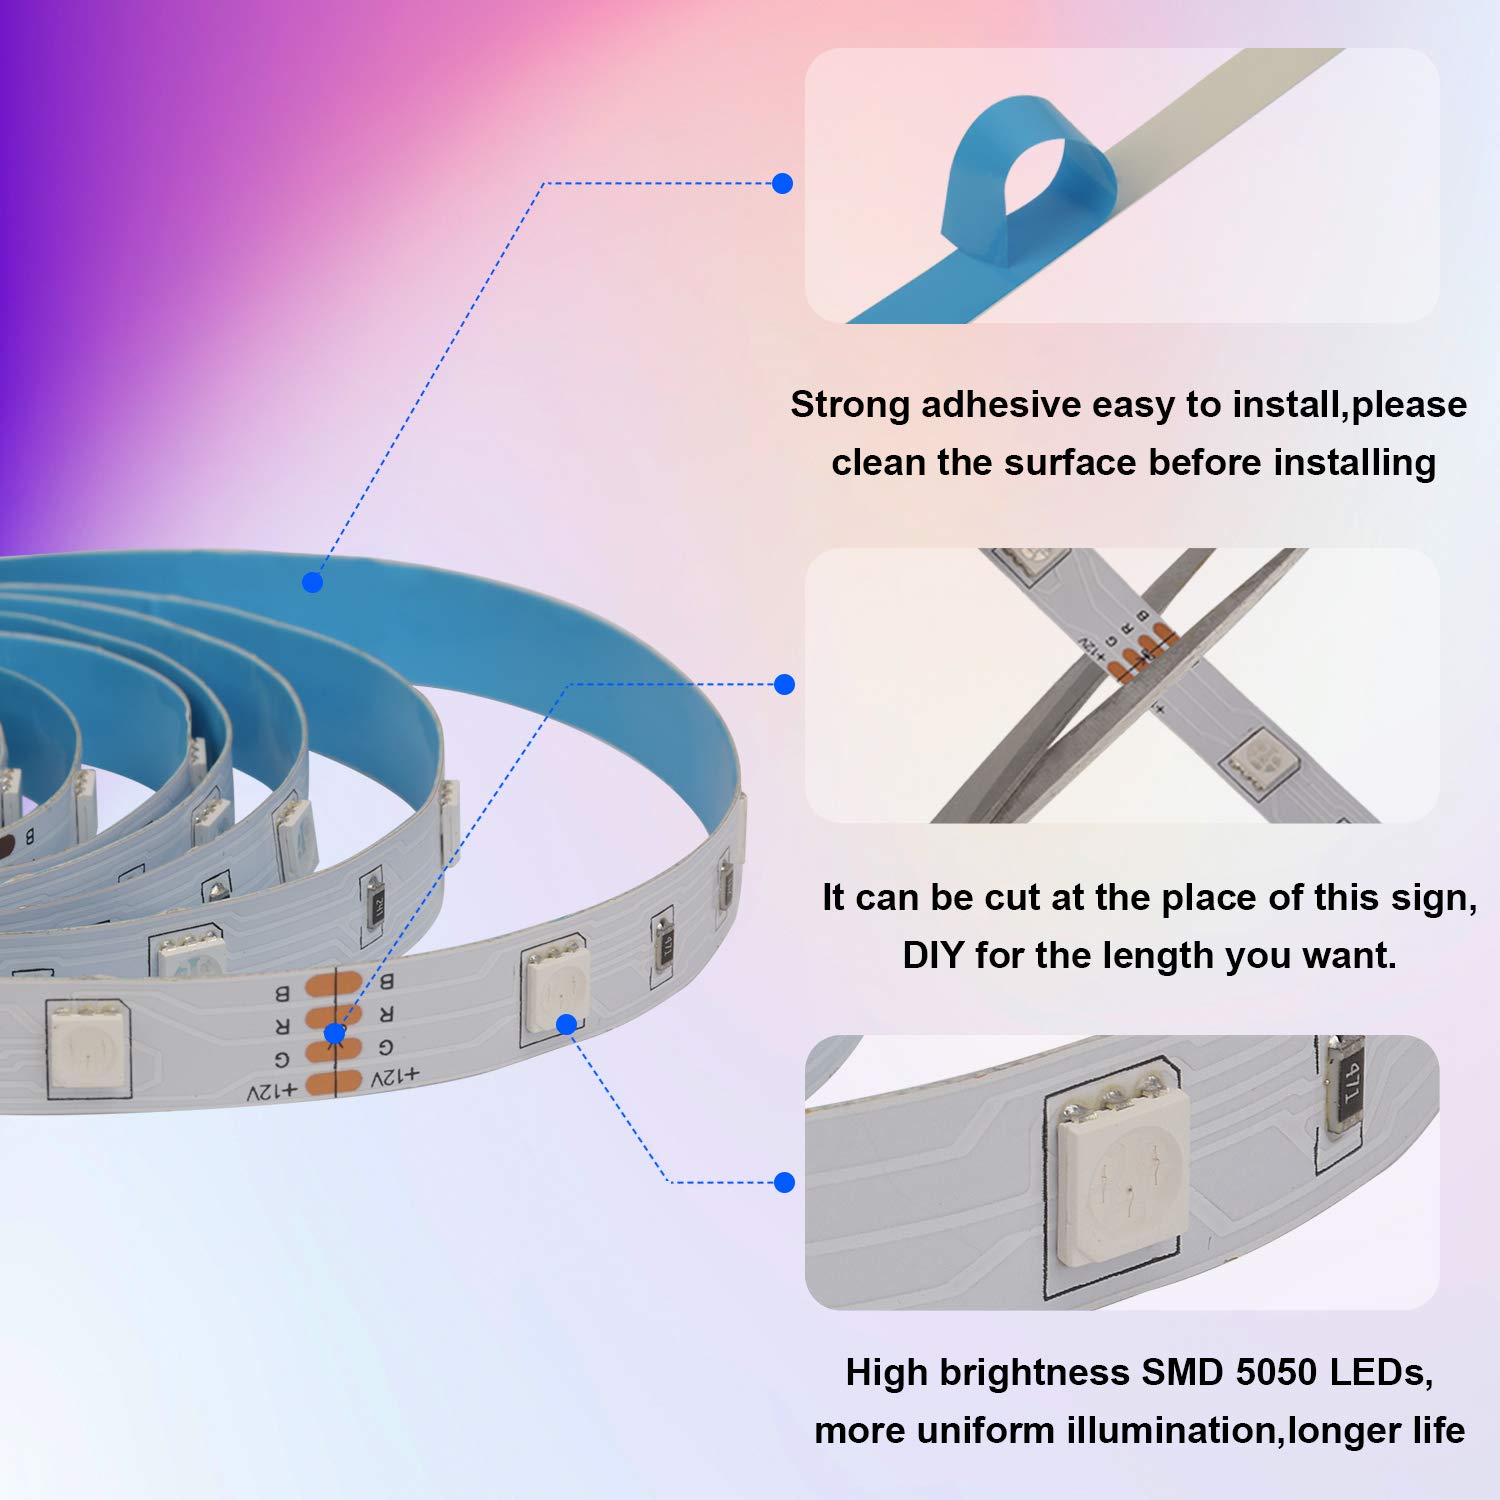 Strong adhesive easy to install,please
clean the surface before installing
+12V G R B
It can be cut at the place of this sign,
DIY for the length you want.
B
241
471
B B
R R
G G
+12V +12V
471
High brightness SMD 5050 LEDs,
more uniform illumination,longer life